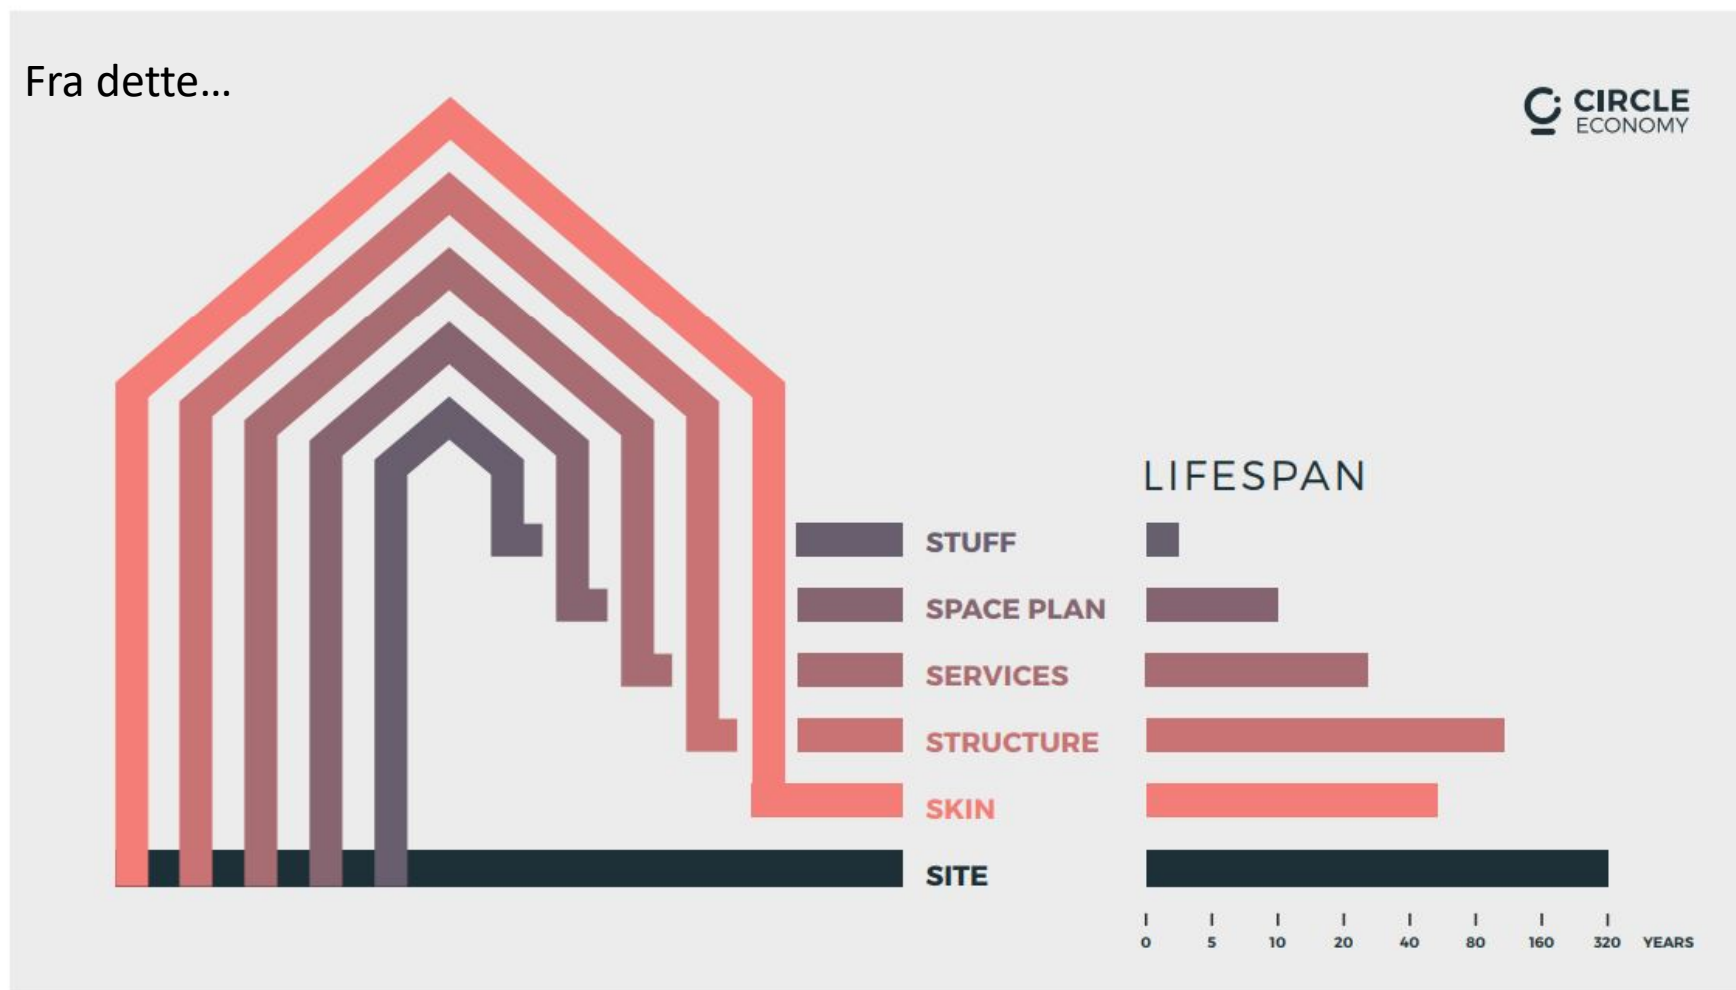 Fra dette...
CIRCLE
ECONOMY
LIFESPAN
STUFF
SPACE PLAN
SERVICES
STRUCTURE
SKIN
SITE
0 5 10 20 40 80 160 320 YEARS